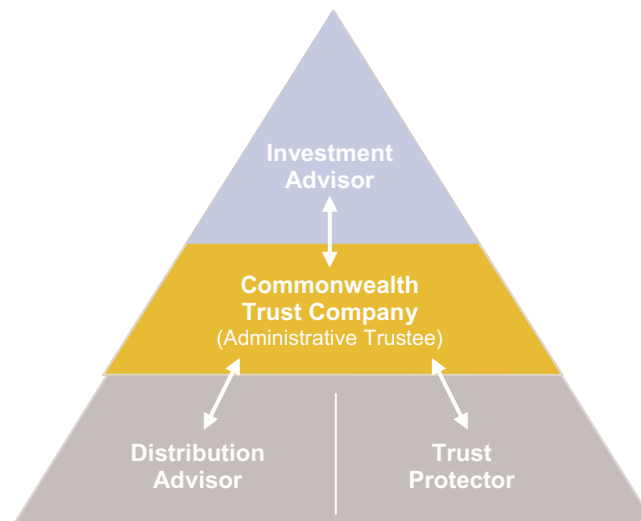 Investment
Advisor
Commonwealth
Trust Company
(Administrative Trustee)
Distribution
Advisor
Trust
Protector